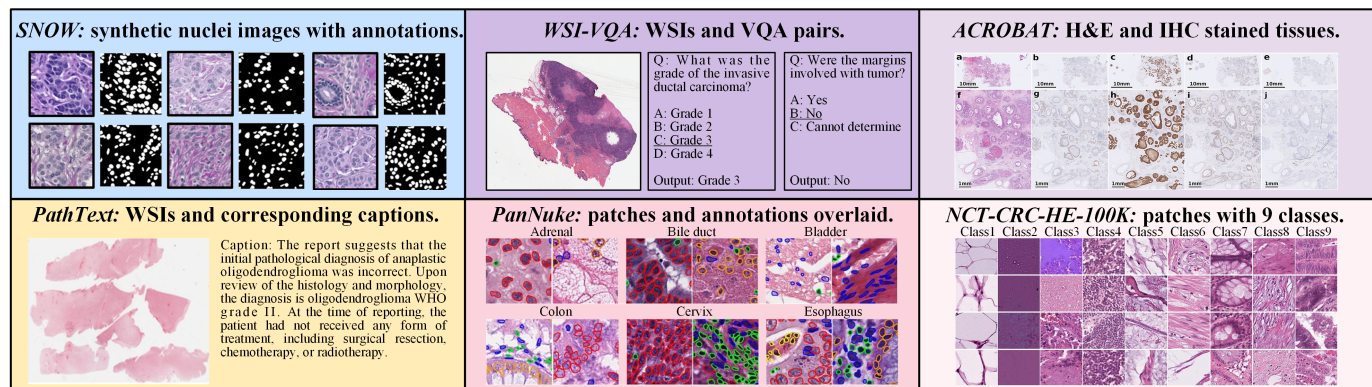 SNOW: synthetic nuclei images with annotations.
WSI-VQA: WSIs and VQA pairs.
Q: What was the
grade of the invasive
ductal carcinoma?
A: Grade 1
B: Grade 2
C: Grade 3
D: Grade 4
Output: Grade 3
Q: Were the margins
involved with tumor?
A: Yes
B: No
C: Cannot determine
Output: No
ACROBAT: H&E and IHC stained tissues.
a b c d e
10mm 10mm 10mm 10mm 10mm
f g h i j
1mm 1mm 1mm 1mm 1mm
PathText: WSIs and corresponding captions.
Caption: The report suggests that the
initial pathological diagnosis of anaplastic
oligodendroglioma was incorrect. Upon
review of the histology and morphology,
the diagnosis is oligodendroglioma WHO
grade II. At the time of reporting, the
patient had not received any form of
treatment, including surgical resection,
chemotherapy, or radiotherapy.
PanNuke: patches and annotations overlaid.
Adrenal Bile duct Bladder
Colon Cervix Esophagus
NCT-CRC-HE-100K: patches with 9 classes.
Class1 Class2 Class3 Class4 Class5 Class6 Class7 Class8 Class9